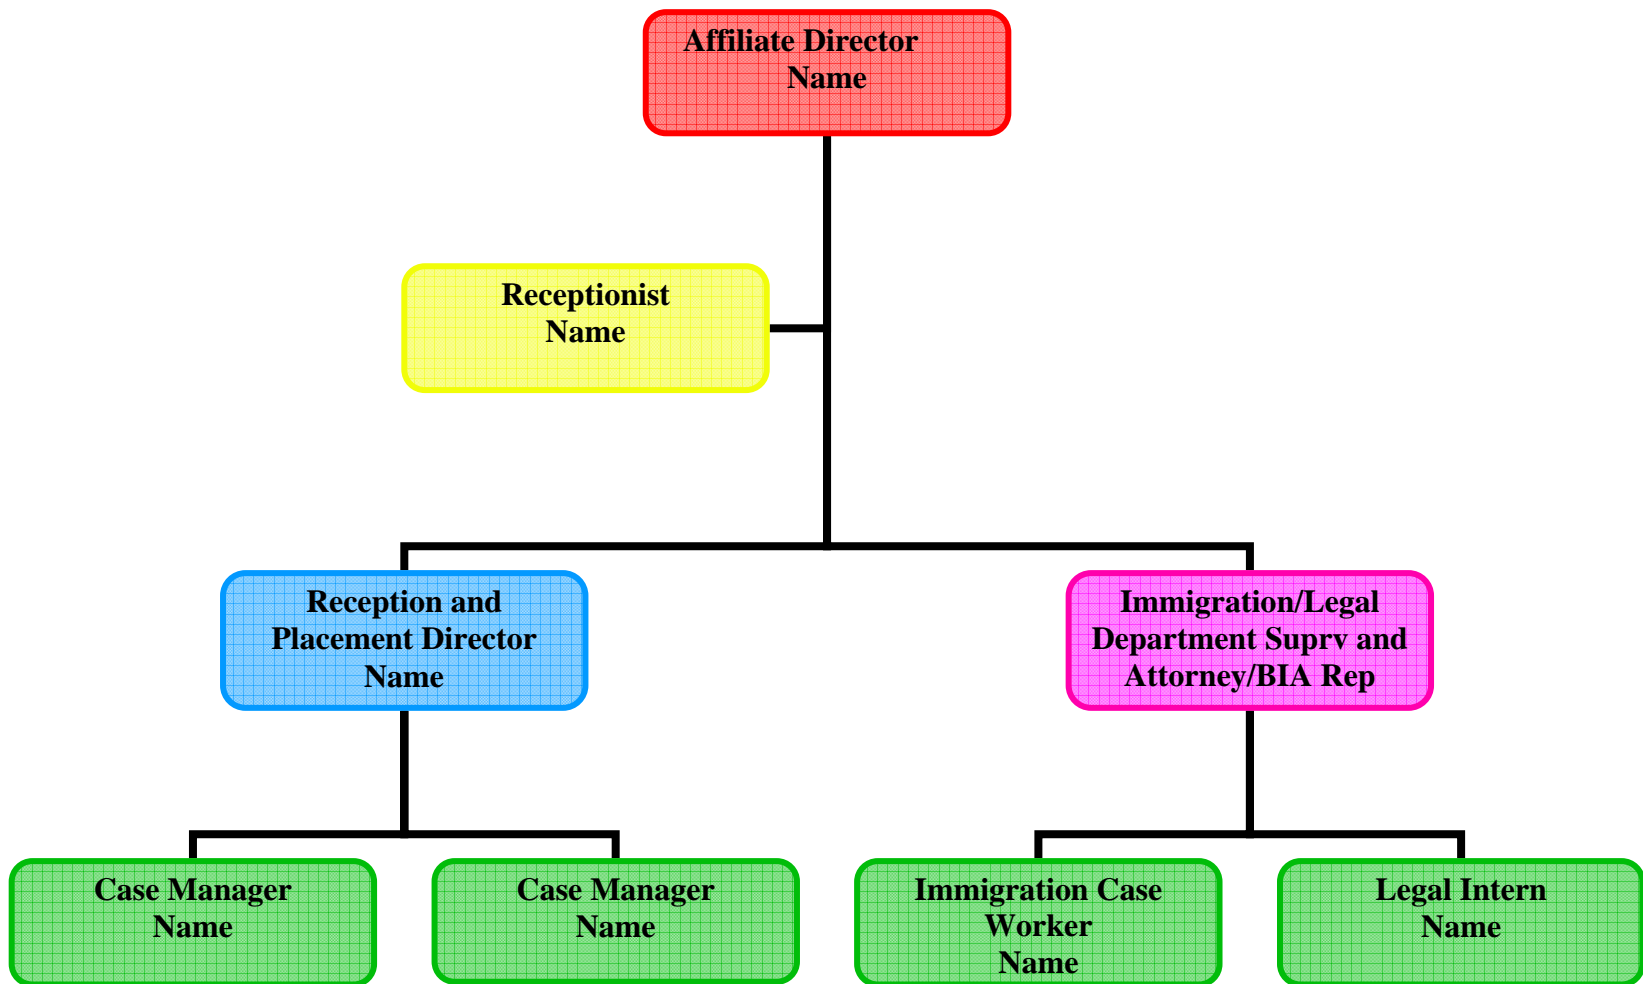 Affiliate Director
Name
Receptionist
Name
Reception and
Placement Director
Name
Immigration/Legal
Department Suprv and
Attorney/BIA Rep
Case Manager
Name
Case Manager
Name
Immigration Case
Worker
Name
Legal Intern
Name